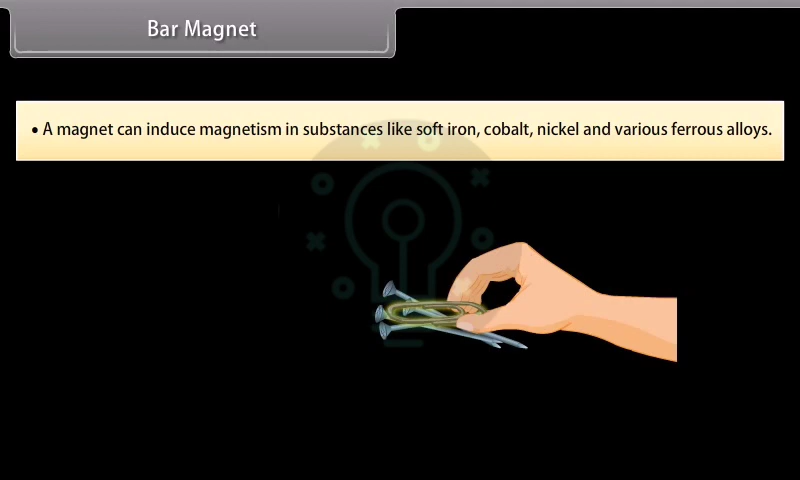 Bar Magnet
• A magnet can induce magnetism in substances like soft iron, cobalt, nickel and various ferrous alloys.